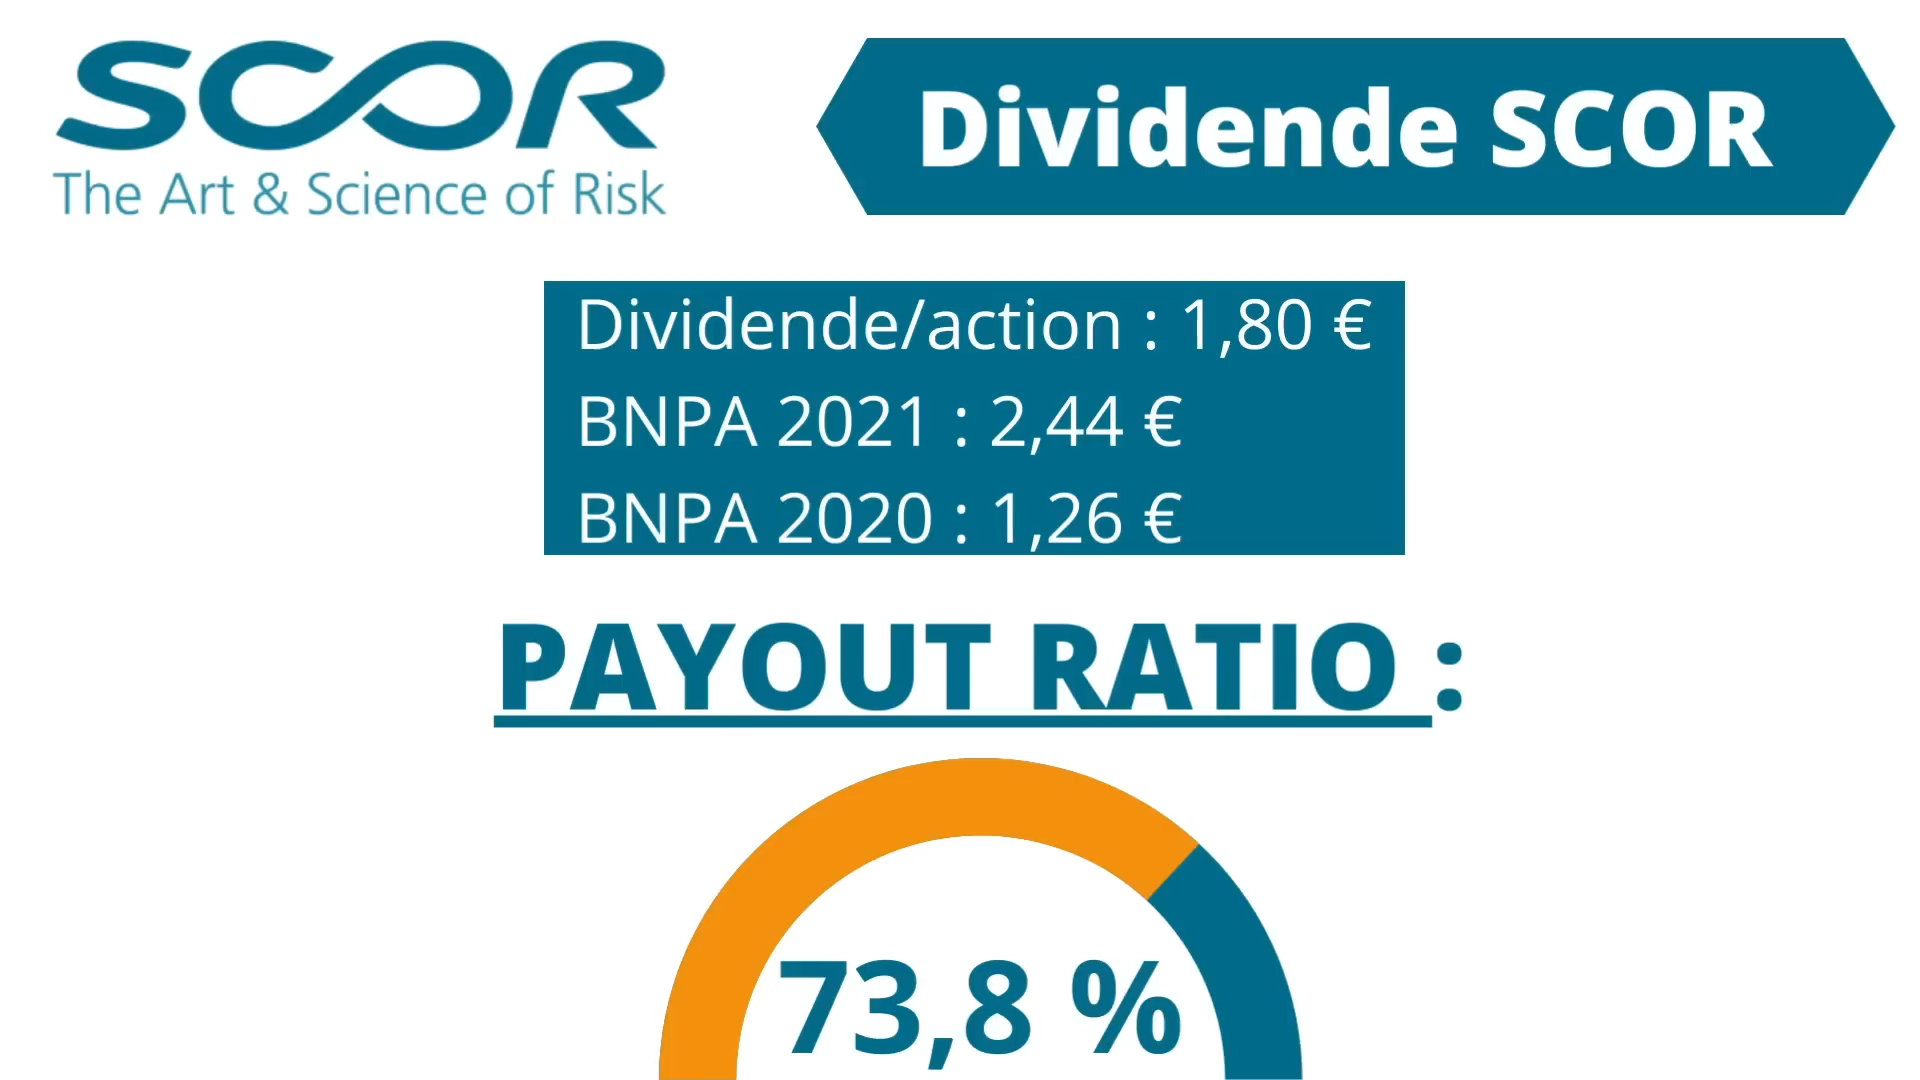 SCOR
The Art & Science of Risk
Dividende SCOR
Dividende/action : 1,80 €
BNPA 2021 : 2,44 €
BNPA 2020 : 1,26 €
PAYOUT RATIO :
73,8 %